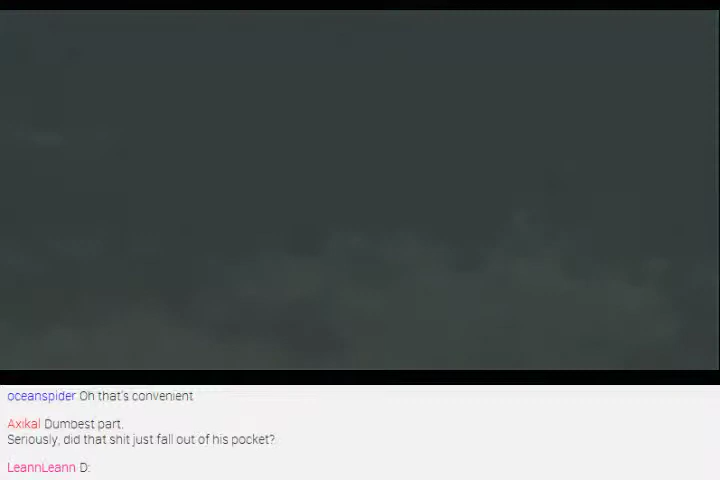 oceanspider Oh that's convenient
Axikal Dumbest part.
Seriously, did that shit just fall out of his pocket?
LeannLeann D: